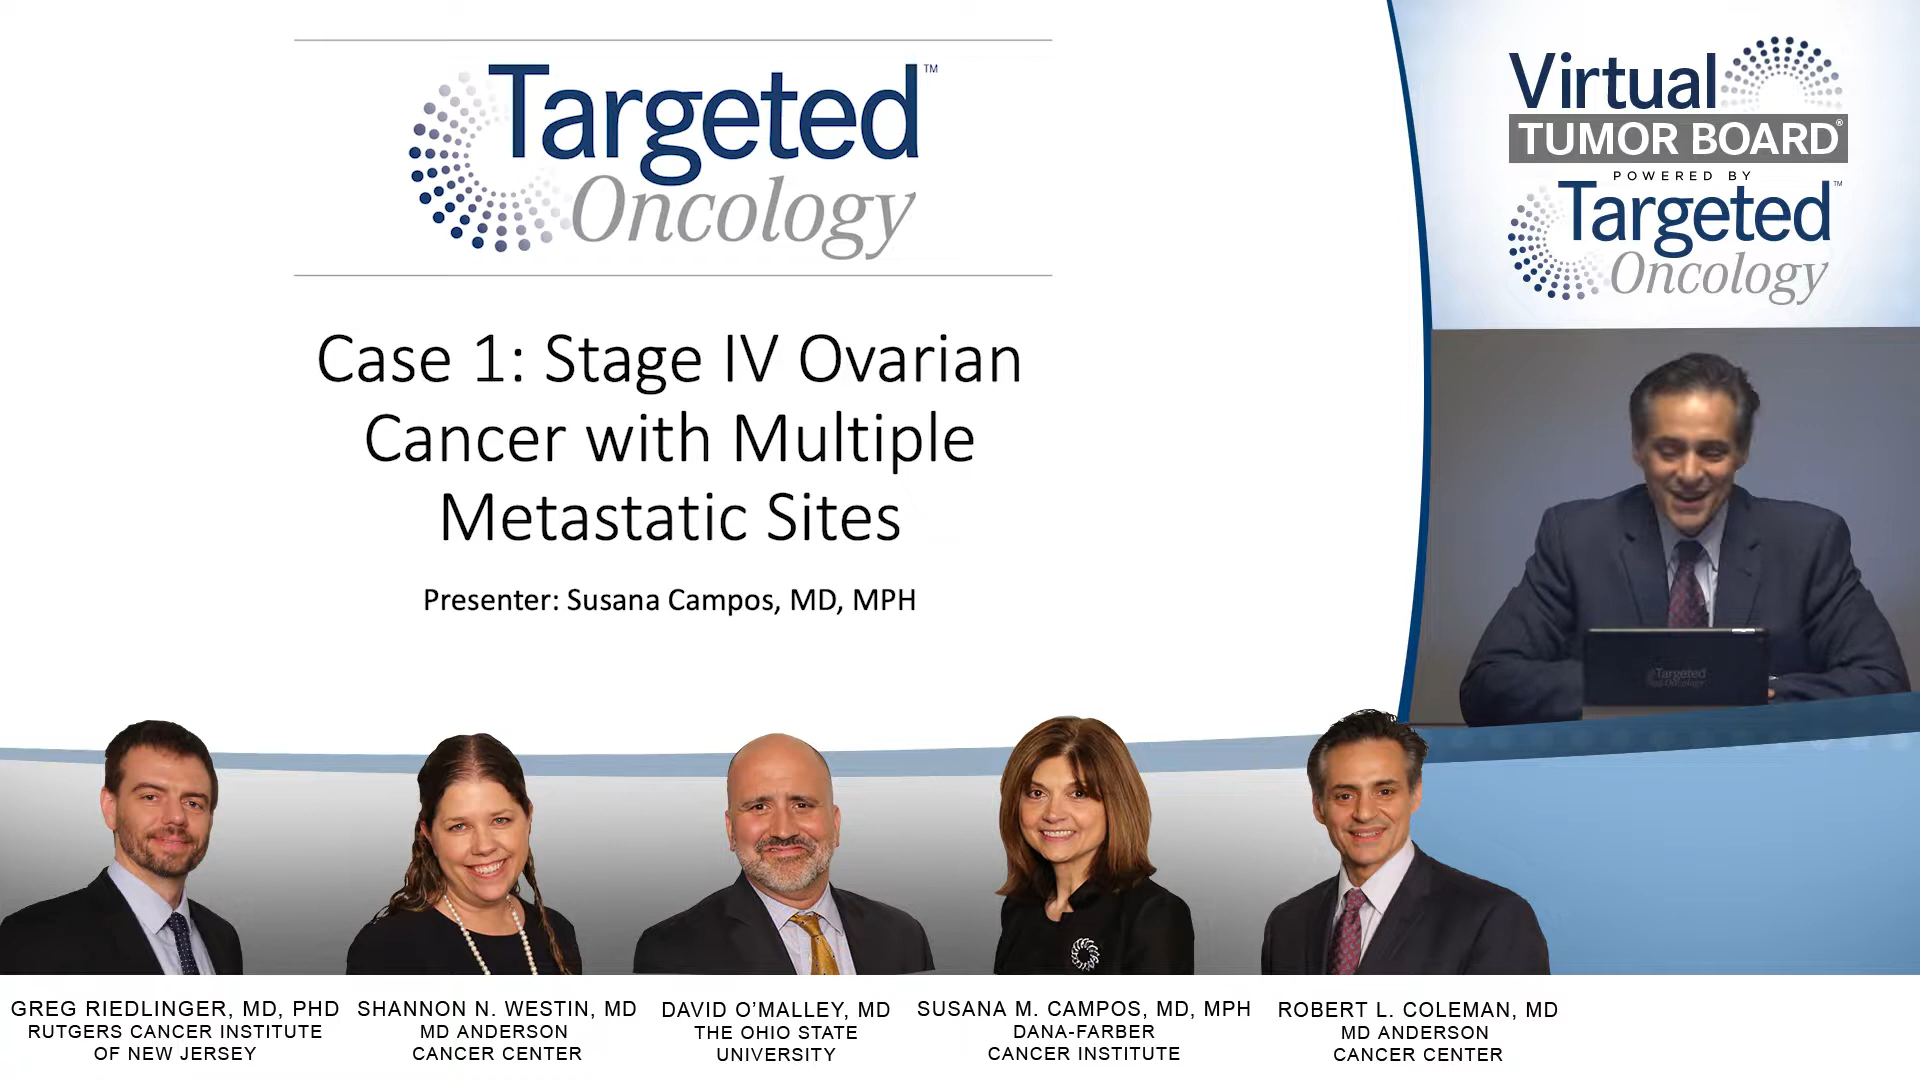 Targeted™
Oncology
Case 1: Stage IV Ovarian
Cancer with Multiple
Metastatic Sites
Presenter: Susana Campos, MD, MPH
Virtual
TUMOR BOARD®
POWERED BY
Targeted™
Oncology
Targeted
Oncology
GREG RIEDLINGER, MD, PHD
RUTGERS CANCER INSTITUTE
OF NEW JERSEY
SHANNON N. WESTIN, MD
MD ANDERSON
CANCER CENTER
DAVID O’MALLEY, MD
THE OHIO STATE
UNIVERSITY
SUSANA M. CAMPOS, MD, MPH
DANA-FARBER
CANCER INSTITUTE
ROBERT L. COLEMAN, MD
MD ANDERSON
CANCER CENTER